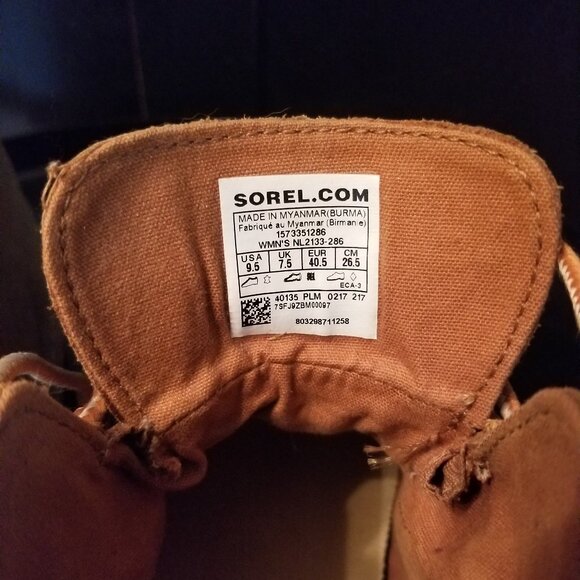 SOREL.COM
MADE IN MYANMAR(BURMA)
Fabriqué au Myanmar (Birmanie)
1573351286
WMN'S NL2133-286
USA UK EUR CM
9.5 7.5 40.5 26.5
ECA-3
40135 PLM 0217 217
7SFJ9ZBM00097
803298711258